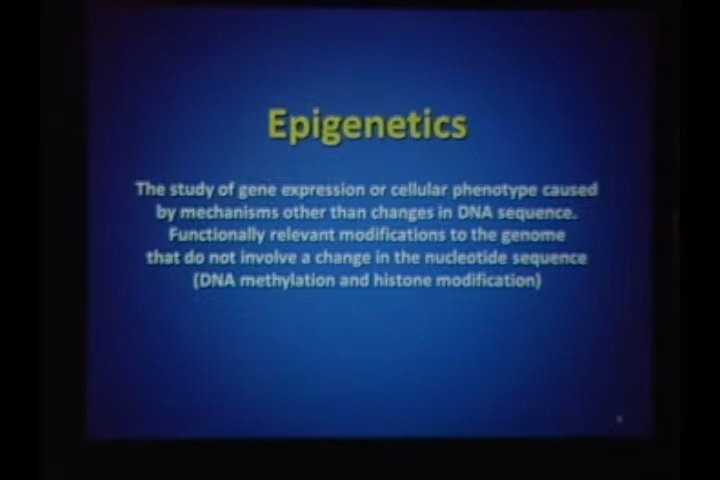 Epigenetics
The study of gene expression or cellular phenotype caused
by mechanisms other than changes in DNA sequence.
Functionally relevant modifications to the genome
that do not involve a change in the nucleotide sequence
(DNA methylation and histone modification)